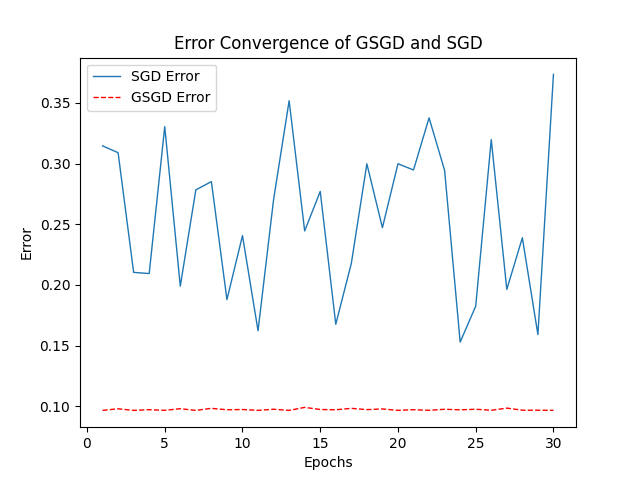 Error Convergence of GSGD and SGD
SGD Error
GSGD Error
0.35
0.30
0.25
0.20
0.15
0.10
Error
0 5 10 15 20 25 30
Epochs